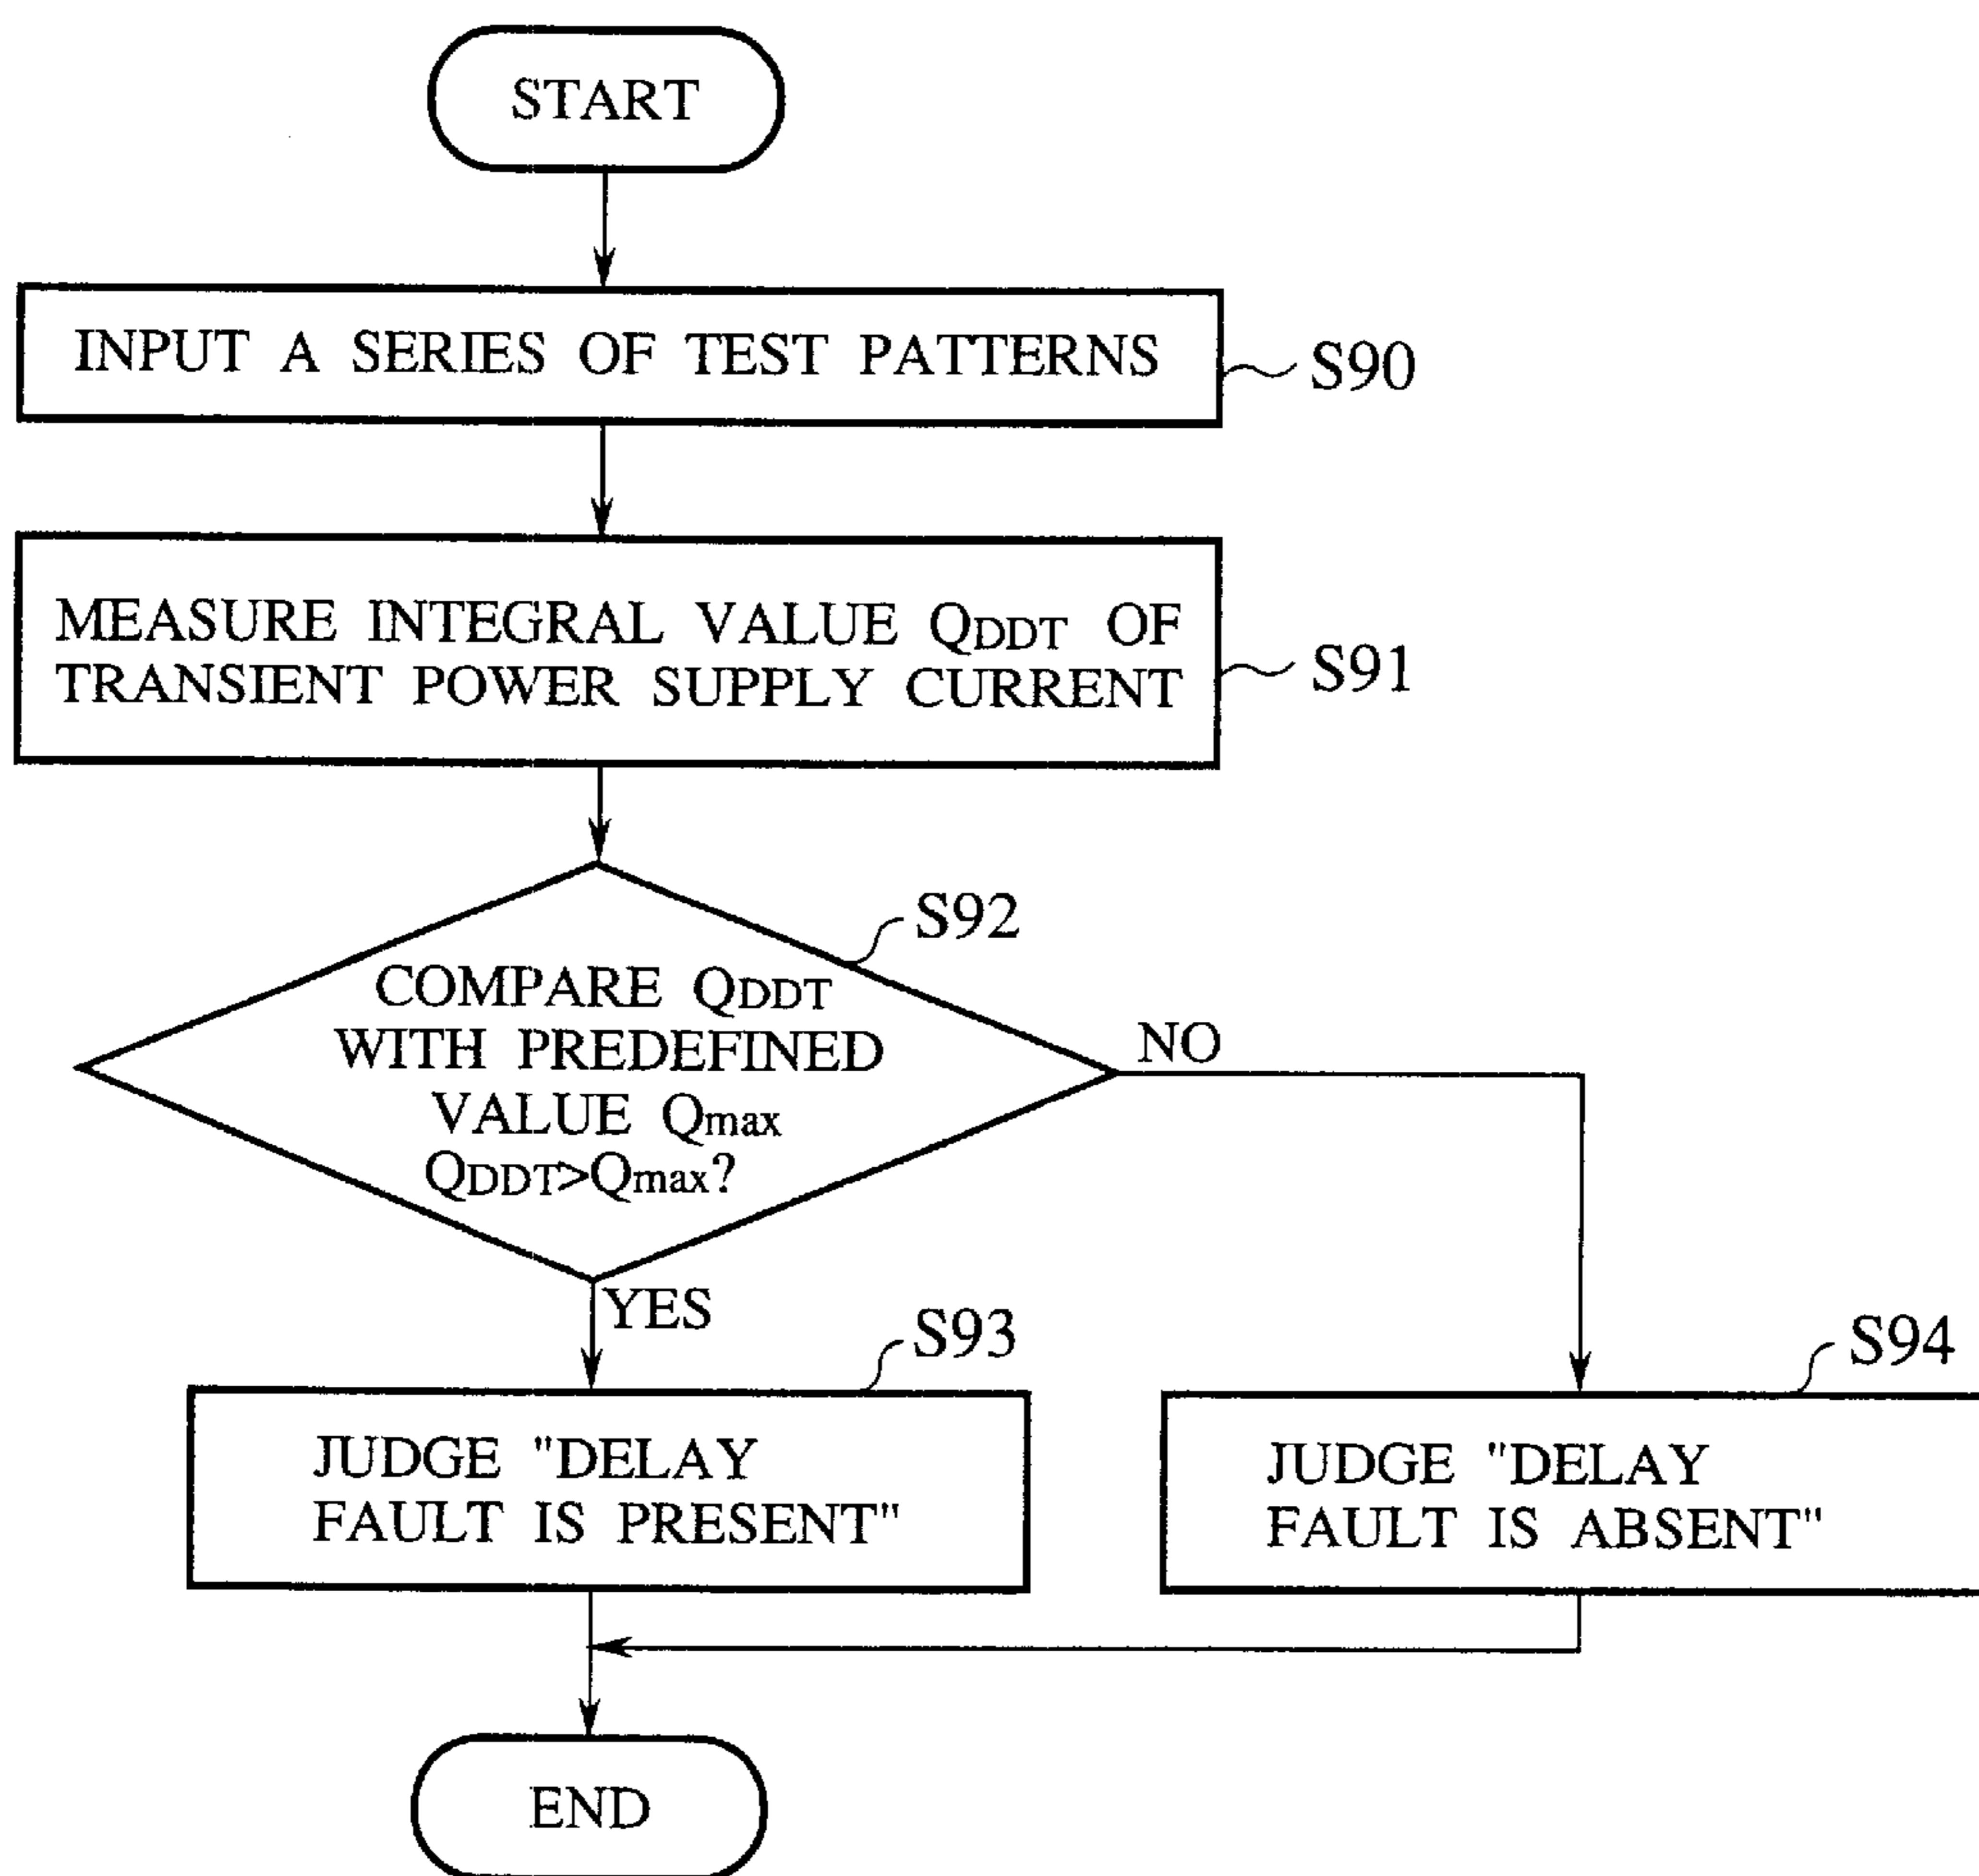 START
INPUT A SERIES OF TEST PATTERNS
S90
MEASURE INTEGRAL VALUE QDDT OF
TRANSIENT POWER SUPPLY CURRENT
S91
S92
COMPARE QDDT
WITH PREDEFINED
VALUE Qmax
QDDT>Qmax?
NO
YES
S93
JUDGE "DELAY
FAULT IS PRESENT"
S94
JUDGE "DELAY
FAULT IS ABSENT"
END